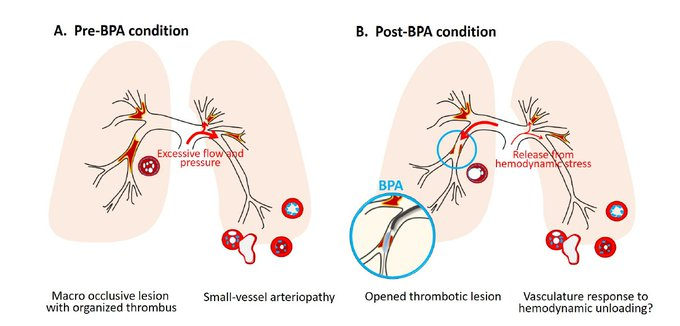 A. Pre-BPA condition
B. Post-BPA condition
Excessive flow and
pressure
Release from
hemodynamic stress
BPA
Macro occlusive lesion
with organized thrombus
Small-vessel arteriopathy
Opened thrombotic lesion
Vasculature response to
hemodynamic unloading?